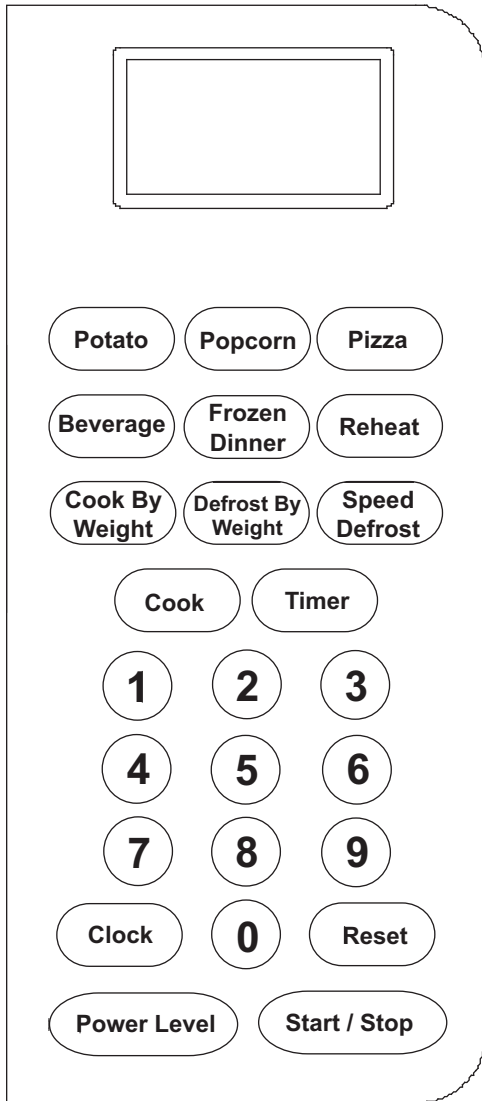 Potato Popcorn Pizza
Beverage Frozen Dinner Reheat
Cook By Weight Defrost By Weight Speed Defrost
Cook Timer
1 2 3
4 5 6
7 8 9
Clock 0 Reset
Power Level Start / Stop